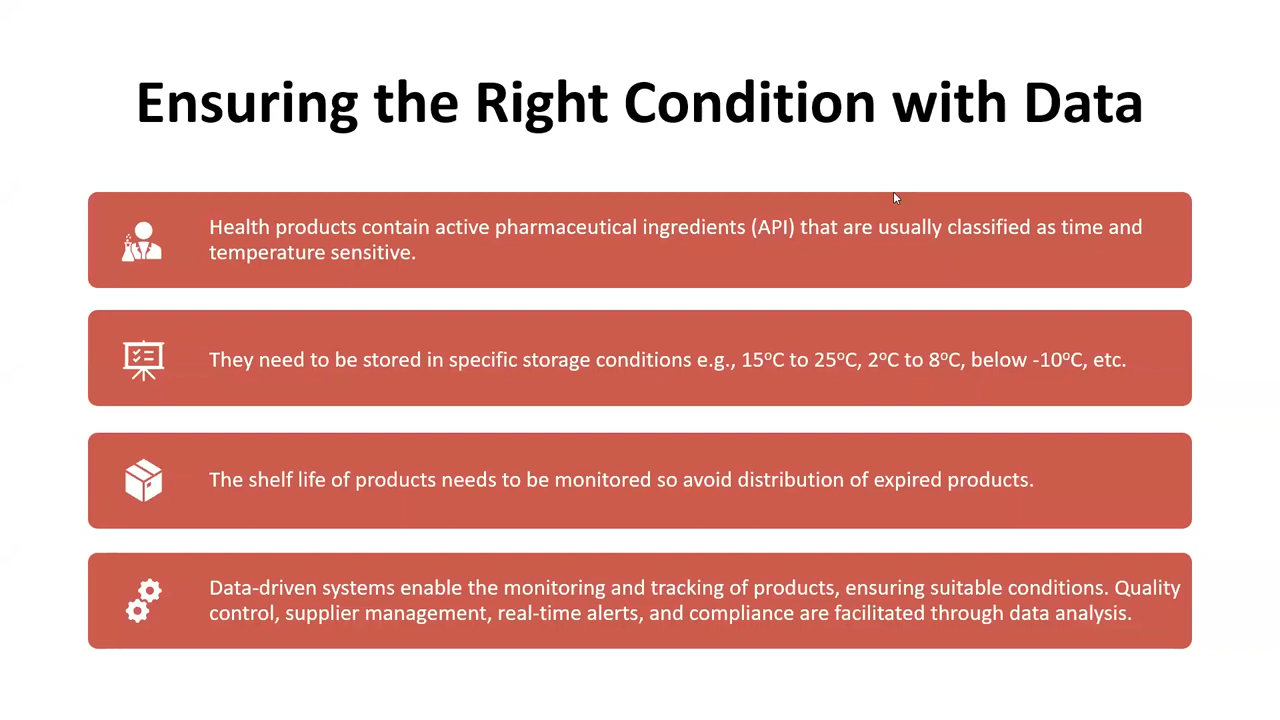 Ensuring the Right Condition with Data
Health products contain active pharmaceutical ingredients (API) that are usually classified as time and
temperature sensitive.
They need to be stored in specific storage conditions e.g., 15ºC to 25ºC, 2ºC to 8ºC, below -10ºC, etc.
The shelf life of products needs to be monitored so avoid distribution of expired products.
Data-driven systems enable the monitoring and tracking of products, ensuring suitable conditions. Quality
control, supplier management, real-time alerts, and compliance are facilitated through data analysis.